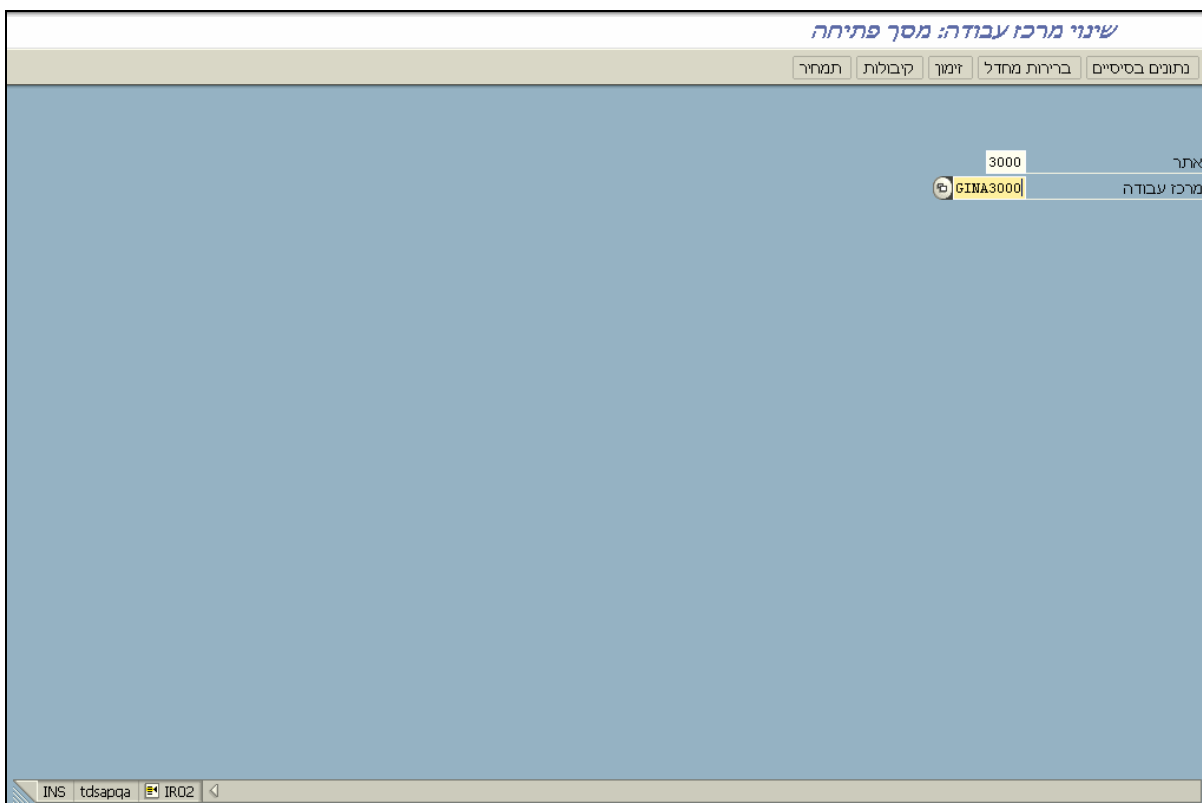 שינוי מרכז עבודה: מסך פתיחה
נתונים בסיסיים ברירות מחדל זימון קיבולות תמחיר
אתר 3000
מרכז עבודה GINA3000
INS tdsapqa IR02